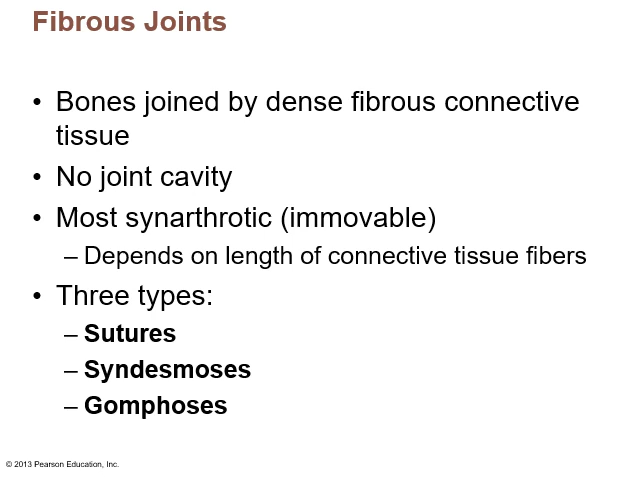 Fibrous Joints
• Bones joined by dense fibrous connective
tissue
• No joint cavity
• Most synarthrotic (immovable)
– Depends on length of connective tissue fibers
• Three types:
– Sutures
– Syndesmoses
– Gomphoses
© 2013 Pearson Education, Inc.